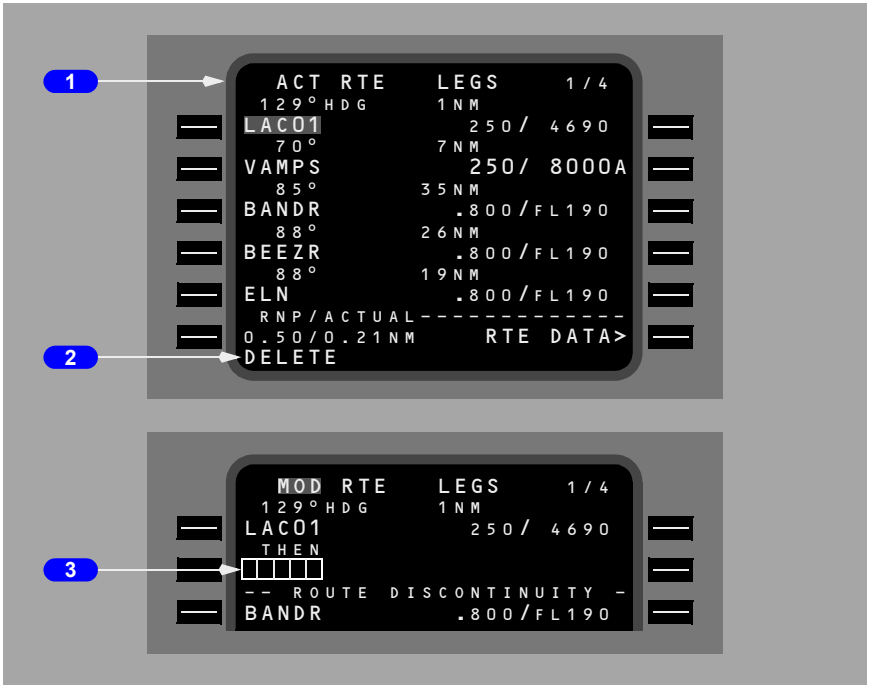 1
ACT RTE LEGS 1/4
129°HDG 1NM
LACO1 250/ 4690
70° 7NM
VAMPS 250/ 8000A
85° 35NM
BANDR .800/FL190
88° 26NM
BEEZR .800/FL190
88° 19NM
ELN .800/FL190
RNP/ACTUAL-------------
0.50/0.21NM RTE DATA>
2
DELETE
MOD RTE LEGS 1/4
129°HDG 1NM
LACO1 250/ 4690
THEN
3
-- ROUTE DISCONTINUITY -
BANDR .800/FL190